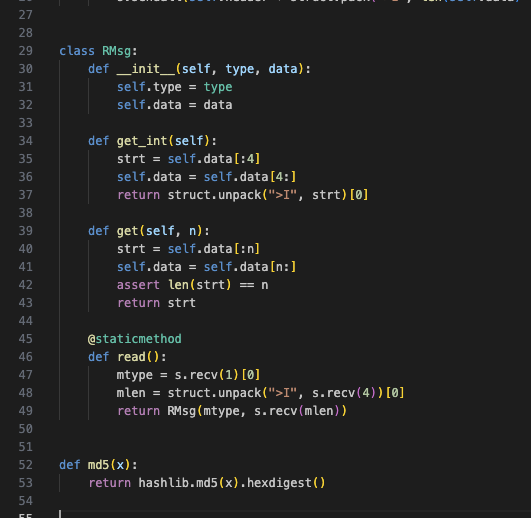 27
28
29 class RMsg:
30     def __init__(self, type, data):
31         self.type = type
32         self.data = data
33
34     def get_int(self):
35         strt = self.data[:4]
36         self.data = self.data[4:]
37         return struct.unpack(">I", strt)[0]
38
39     def get(self, n):
40         strt = self.data[:n]
41         self.data = self.data[n:]
42         assert len(strt) == n
43         return strt
44
45     @staticmethod
46     def read():
47         mtype = s.recv(1)[0]
48         mlen = struct.unpack(">I", s.recv(4))[0]
49         return RMsg(mtype, s.recv(mlen))
50
51
52 def md5(x):
53     return hashlib.md5(x).hexdigest()
54
55